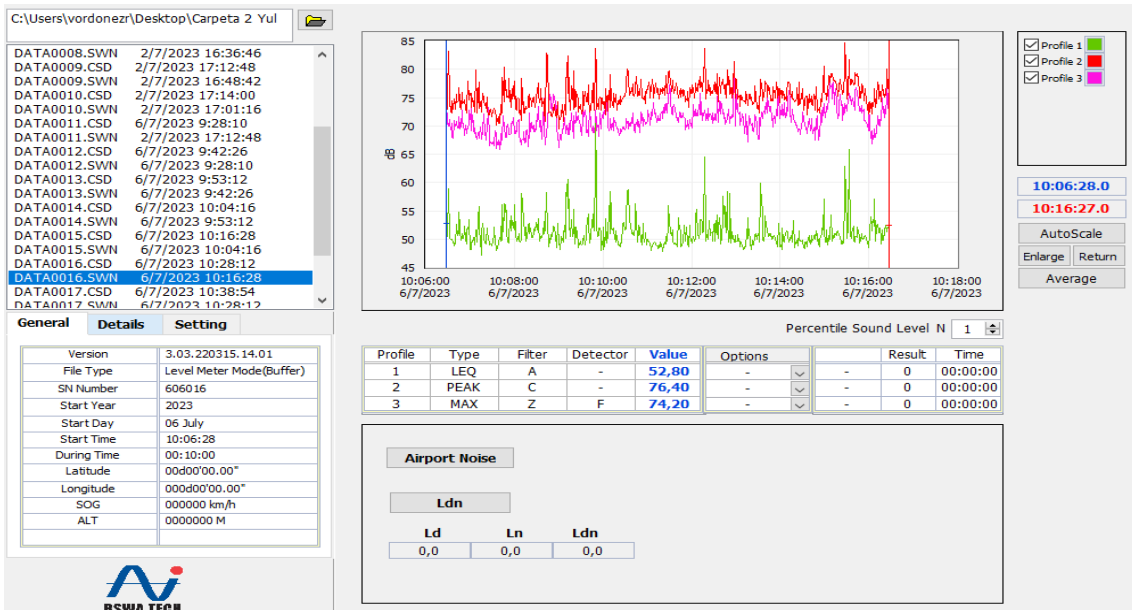 C:\Users\vordonezr\Desktop\Carpeta 2 Yul
DATA0008.SWN 2/7/2023 16:36:46
DATA0009.CSD 2/7/2023 17:12:48
DATA0009.SWN 2/7/2023 16:48:42
DATA0010.CSD 2/7/2023 17:14:00
DATA0010.SWN 2/7/2023 17:01:16
DATA0011.CSD 6/7/2023 9:28:10
DATA0011.SWN 2/7/2023 17:12:48
DATA0012.CSD 6/7/2023 9:42:26
DATA0012.SWN 6/7/2023 9:28:10
DATA0013.CSD 6/7/2023 9:53:12
DATA0013.SWN 6/7/2023 9:42:26
DATA0014.CSD 6/7/2023 10:04:16
DATA0014.SWN 6/7/2023 9:53:12
DATA0015.CSD 6/7/2023 10:16:28
DATA0015.SWN 6/7/2023 10:04:16
DATA0016.CSD 6/7/2023 10:28:12
DATA0016.SWN 6/7/2023 10:16:28
DATA0017.CSD 6/7/2023 10:38:54
DATA0017.SWN 6/7/2023 10:28:12
General Details Setting
Version 3.03.220315.14.01
File Type Level Meter Mode(Buffer)
SN Number 606016
Start Year 2023
Start Day 06 July
Start Time 10:06:28
During Time 00:10:00
Latitude 00d00'00.00"
Longitude 000d00'00.00"
SOG 000000 km/h
ALT 0000000 M
BSWA TECH
85
80
75
70
dB
65
60
55
50
45
10:06:00 10:08:00 10:10:00 10:12:00 10:14:00 10:16:00 10:18:00
6/7/2023 6/7/2023 6/7/2023 6/7/2023 6/7/2023 6/7/2023 6/7/2023
Profile 1
Profile 2
Profile 3
10:06:28.0
10:16:27.0
AutoScale
Enlarge Return
Average
Percentile Sound Level N 1
Profile Type Filter Detector Value Options Result Time
1 LEQ A - 52,80 - - 0 00:00:00
2 PEAK C - 76,40 - - 0 00:00:00
3 MAX Z F 74,20 - - 0 00:00:00
Airport Noise
Ldn
Ld Ln Ldn
0,0 0,0 0,0